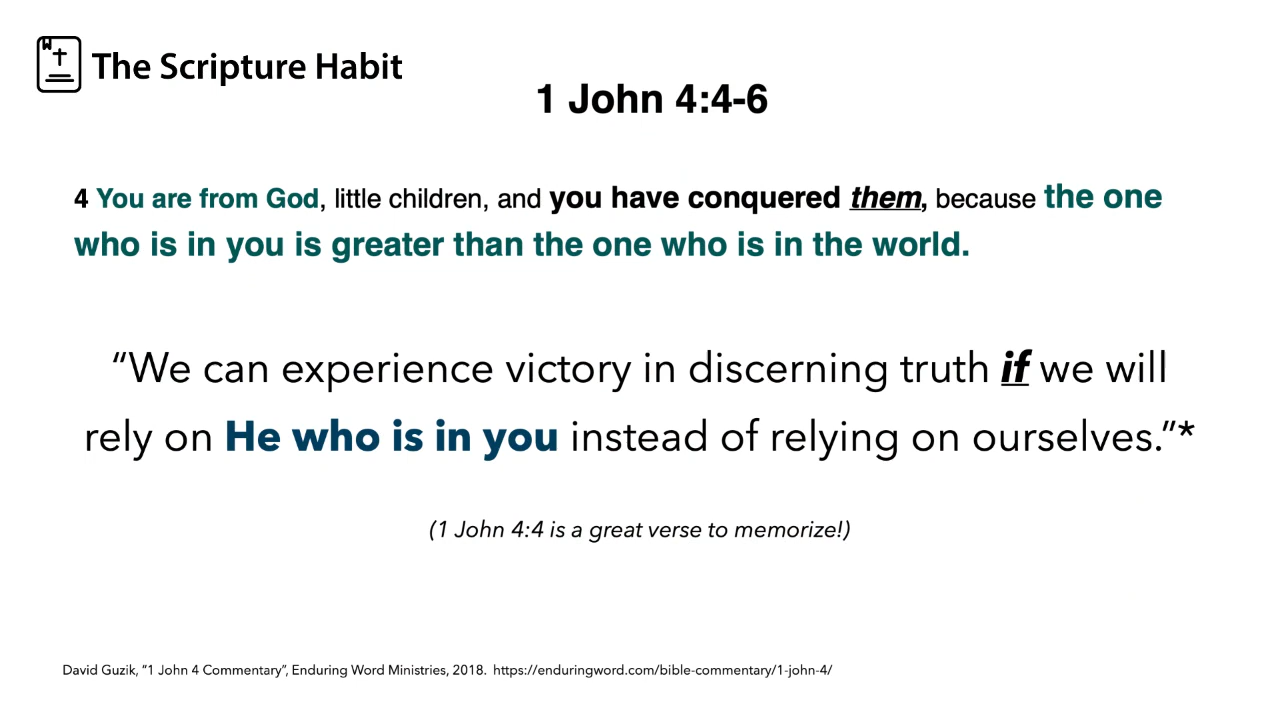 The Scripture Habit
1 John 4:4-6
4 You are from God, little children, and you have conquered them, because the one
who is in you is greater than the one who is in the world.
“We can experience victory in discerning truth if we will
rely on He who is in you instead of relying on ourselves.”*
(1 John 4:4 is a great verse to memorize!)
David Guzik, “1 John 4 Commentary”, Enduring Word Ministries, 2018. https://enduringword.com/bible-commentary/1-john-4/